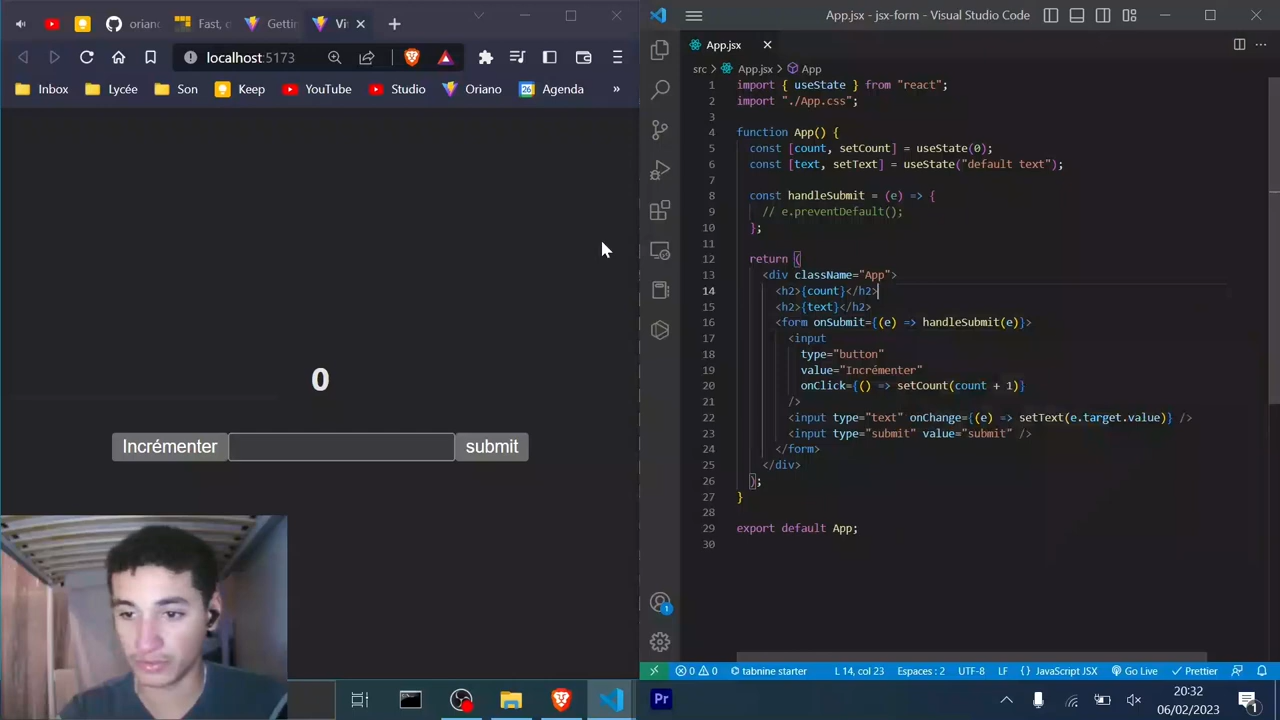 oriano
Fast, e
Gettin
Vi
localhost:5173
Inbox
Lycée
Son
Keep
YouTube
Studio
Oriano
26
Agenda
»
0
Incrémenter
submit
App.jsx - jsx-form - Visual Studio Code
App.jsx
src > App.jsx > App
1 import { useState } from "react";
2 import "./App.css";
3
4 function App() {
5 const [count, setCount] = useState(0);
6 const [text, setText] = useState("default text");
7
8 const handleSubmit = (e) => {
9 // e.preventDefault();
10 };
11
12 return (
13 <div className="App">
14 <h2>{count}</h2>
15 <h2>{text}</h2>
16 <form onSubmit={(e) => handleSubmit(e)}>
17 <input
18 type="button"
19 value="Incrémenter"
20 onClick={() => setCount(count + 1)}
21 />
22 <input type="text" onChange={(e) => setText(e.target.value)} />
23 <input type="submit" value="submit" />
24 </form>
25 </div>
26 );
27 }
28
29 export default App;
30
1
0 0 tabnine starter L 14, col 23 Espaces : 2 UTF-8 LF {} JavaScript JSX Go Live Prettier
Pr
20:32
06/02/2023
1